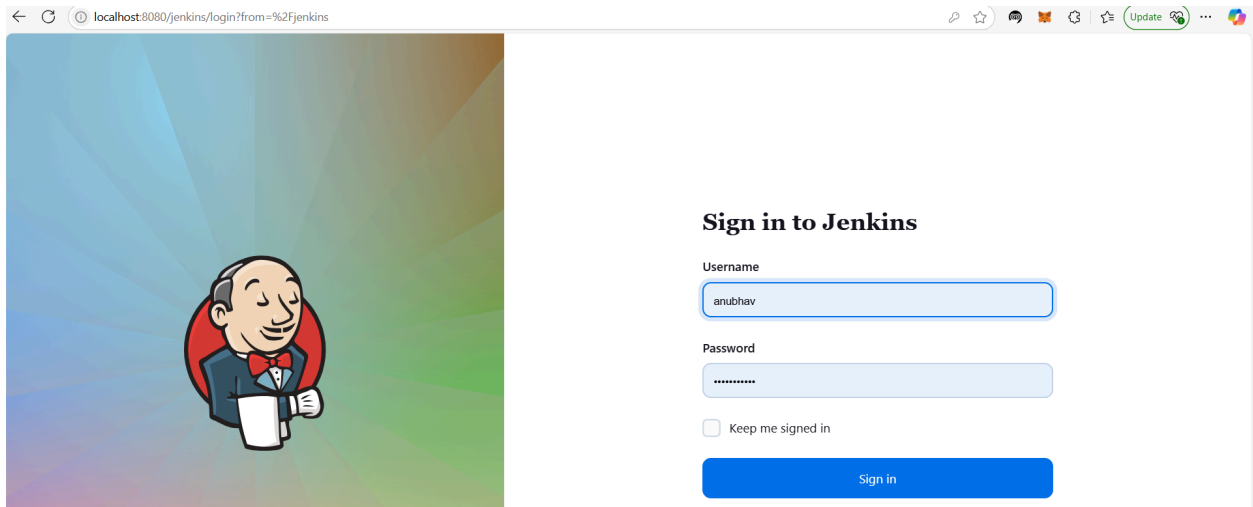 localhost:8080/jenkins/login?from=%2Fjenkins
Update
Sign in to Jenkins
Username
anubhav
Password
•••••••••••
Keep me signed in
Sign in